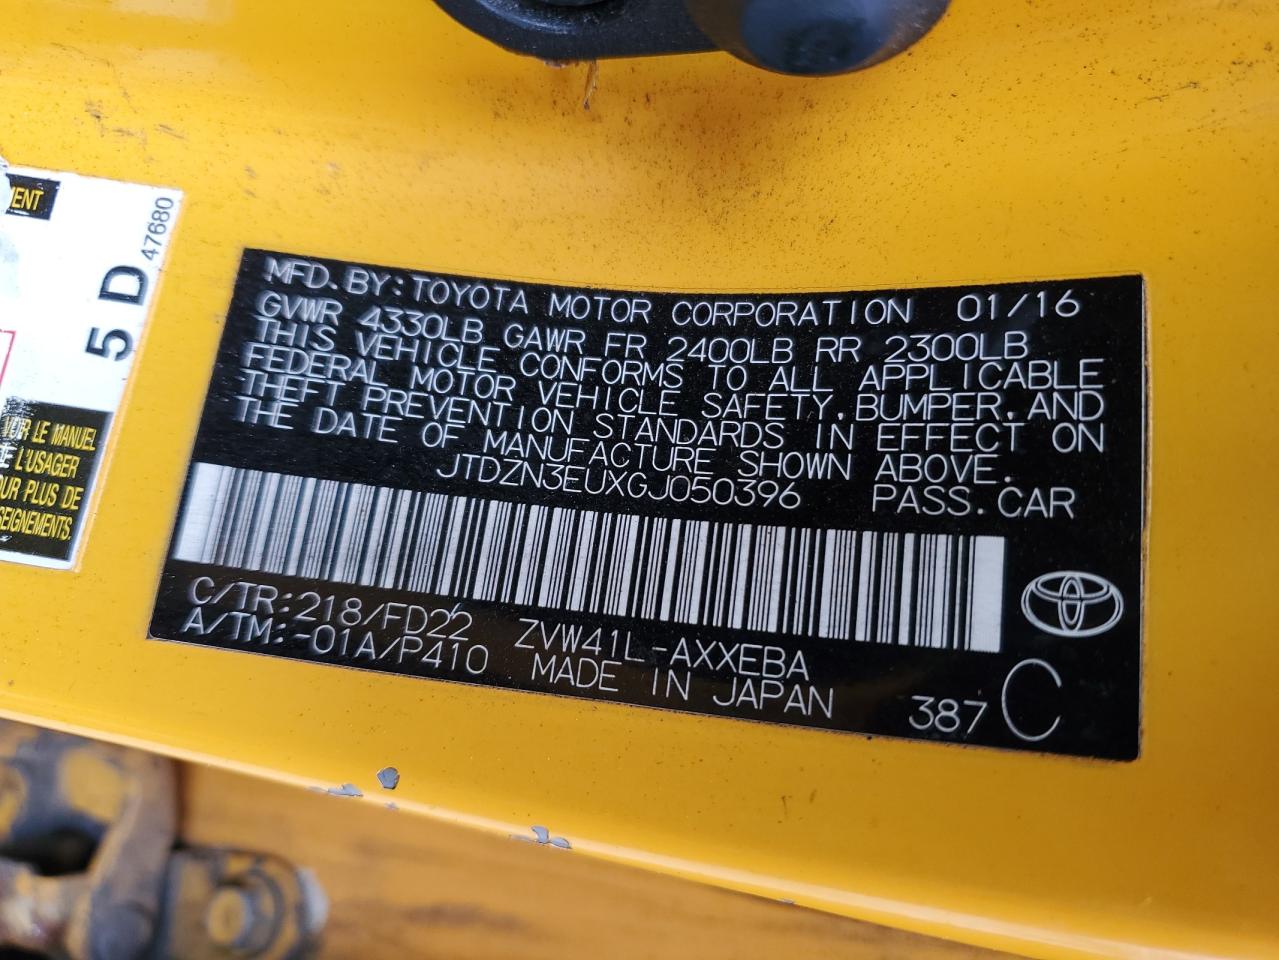 MENT
47680
5 D
VOIR LE MANUEL
DE L'USAGER
PLUS DE
MFD.BY:TOYOTA MOTOR CORPORATION 01/16
GVWR 4330LB GAWR FR 2400LB RR 2300LB
THIS VEHICLE CONFORMS TO ALL APPLICABLE
FEDERAL MOTOR VEHICLE SAFETY,BUMPER,AND
THEFT PREVENTION STANDARDS IN EFFECT ON
THE DATE OF MANUFACTURE SHOWN ABOVE.
JTDZN3EUXGJ050396 PASS.CAR
C/TR:218/FD22 ZVW41L-AXXEBA
A/TM:-01A/P410 MADE IN JAPAN 387 C